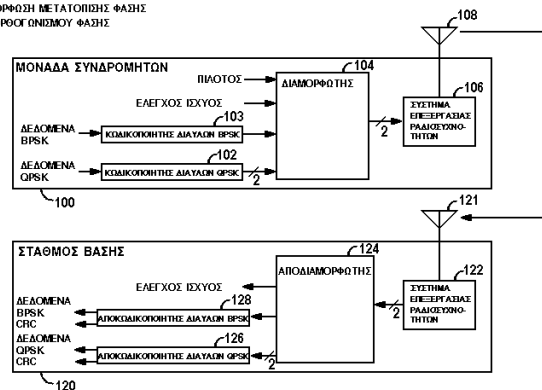 ΟΡΦΩΣΗ ΜΕΤΑΤΟΠΙΣΗΣ ΦΑΣΗΣ
ΡΘΟΓΩΝΙΣΜΟΥ ΦΑΣΗΣ
108
ΜΟΝΑΔΑ ΣΥΝΔΡΟΜΗΤΩΝ
104
ΠΙΛΟΤΟΣ
ΔΙΑΜΟΡΦΩΤΗΣ
106
ΕΛΕΓΧΟΣ ΙΣΧΥΟΣ
ΣΥΣΤΗΜΑ
ΕΠΕΞΕΡΓΑΣΙΑΣ
ΡΑΔΙΟΣΥΧΝΟ-
ΤΗΤΩΝ
103
ΔΕΔΟΜΕΝΑ
BPSK
ΚΩΔΙΚΟΠΟΙΗΤΗΣ ΔΙΑΥΛΩΝ BPSK
2
102
ΔΕΔΟΜΕΝΑ
QPSK
ΚΩΔΙΚΟΠΟΙΗΤΗΣ ΔΙΑΥΛΩΝ QPSK
2
100
121
ΣΤΑΘΜΟΣ ΒΑΣΗΣ
124
ΑΠΟΔΙΑΜΟΡΦΩΤΗΣ
122
ΕΛΕΓΧΟΣ ΙΣΧΥΟΣ
ΣΥΣΤΗΜΑ
ΕΠΕΞΕΡΓΑΣΙΑΣ
ΡΑΔΙΟΣΥΧΝΟ-
ΤΗΤΩΝ
128
ΔΕΔΟΜΕΝΑ
BPSK
CRC
ΑΠΟΚΩΔΙΚΟΠΟΙΗΤΗΣ ΔΙΑΥΛΩΝ BPSK
2
126
ΔΕΔΟΜΕΝΑ
QPSK
CRC
ΑΠΟΚΩΔΙΚΟΠΟΙΗΤΗΣ ΔΙΑΥΛΩΝ QPSK
2
120